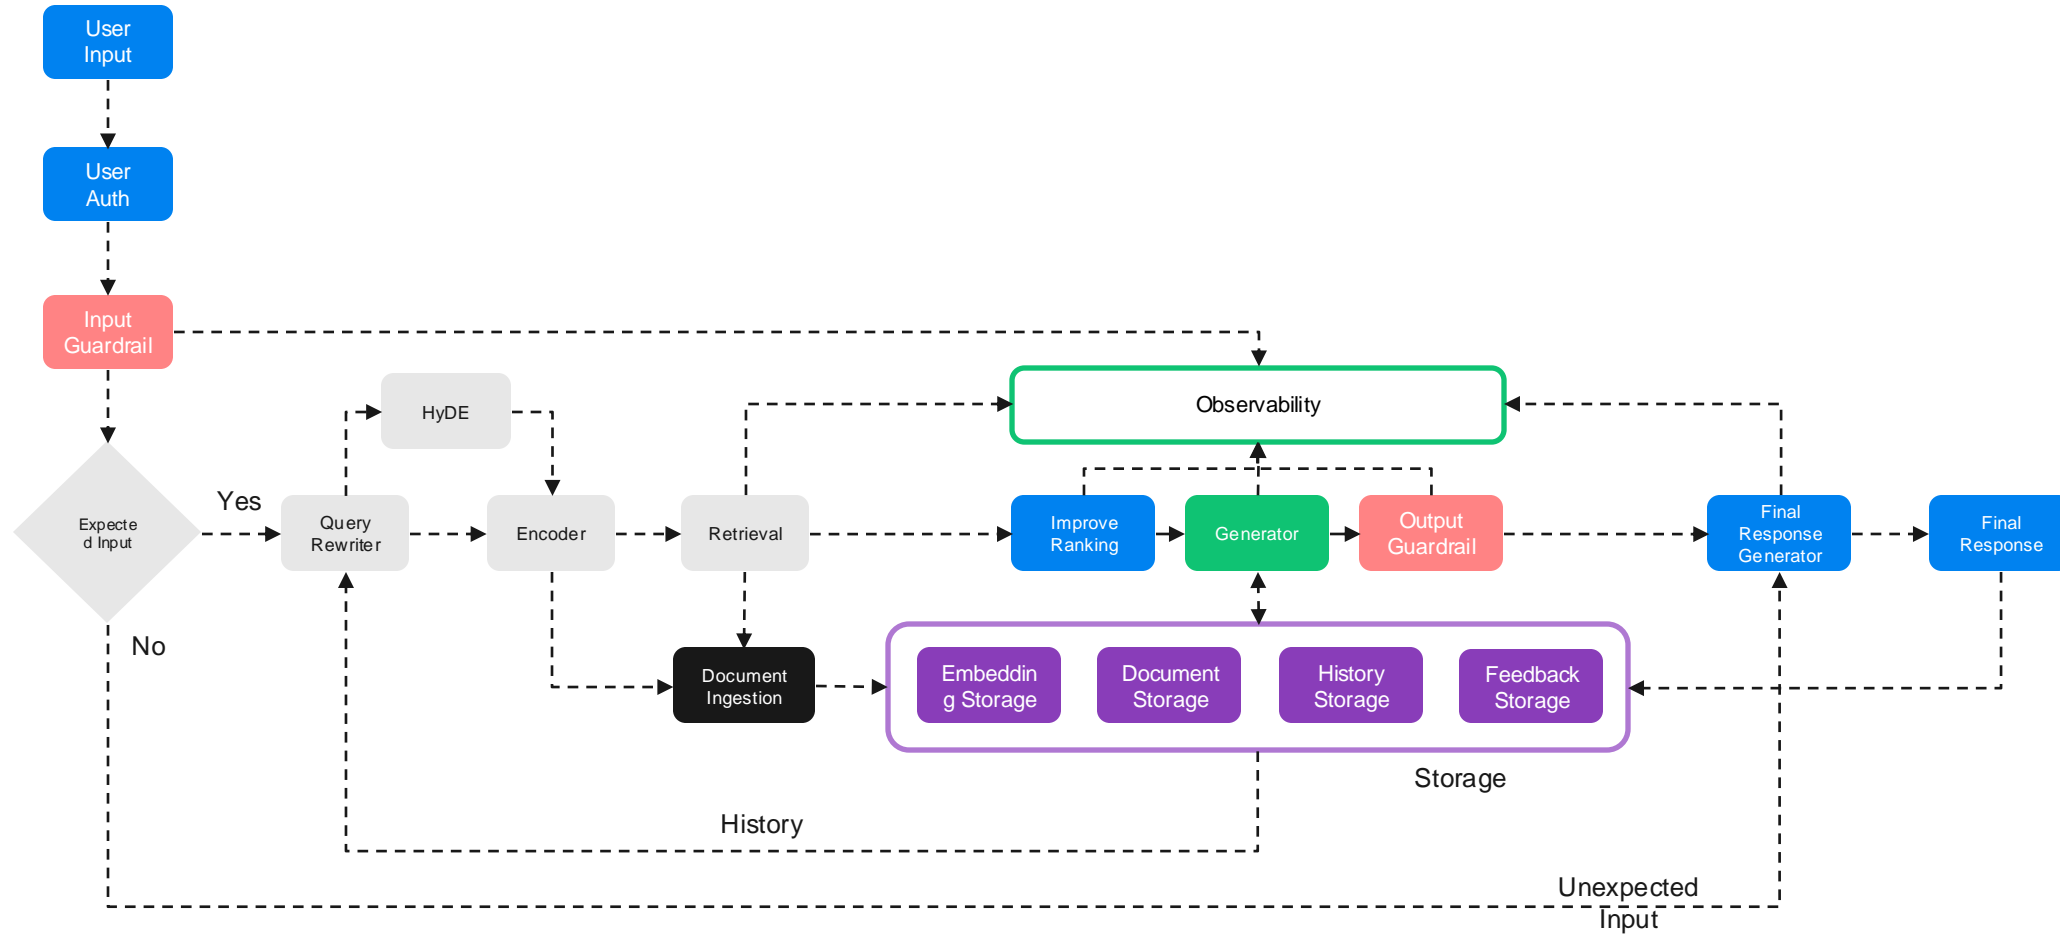 User
Input
User
Auth
Input
Guardrail
HyDE
Observability
Yes
Expecte
d Input
Query
Rewriter
Encoder
Retrieval
Improve
Ranking
Generator
Output
Guardrail
Final
Response
Generator
Final
Response
No
Document
Ingestion
Embeddin
g Storage
Document
Storage
History
Storage
Feedback
Storage
Storage
History
Unexpected
Input